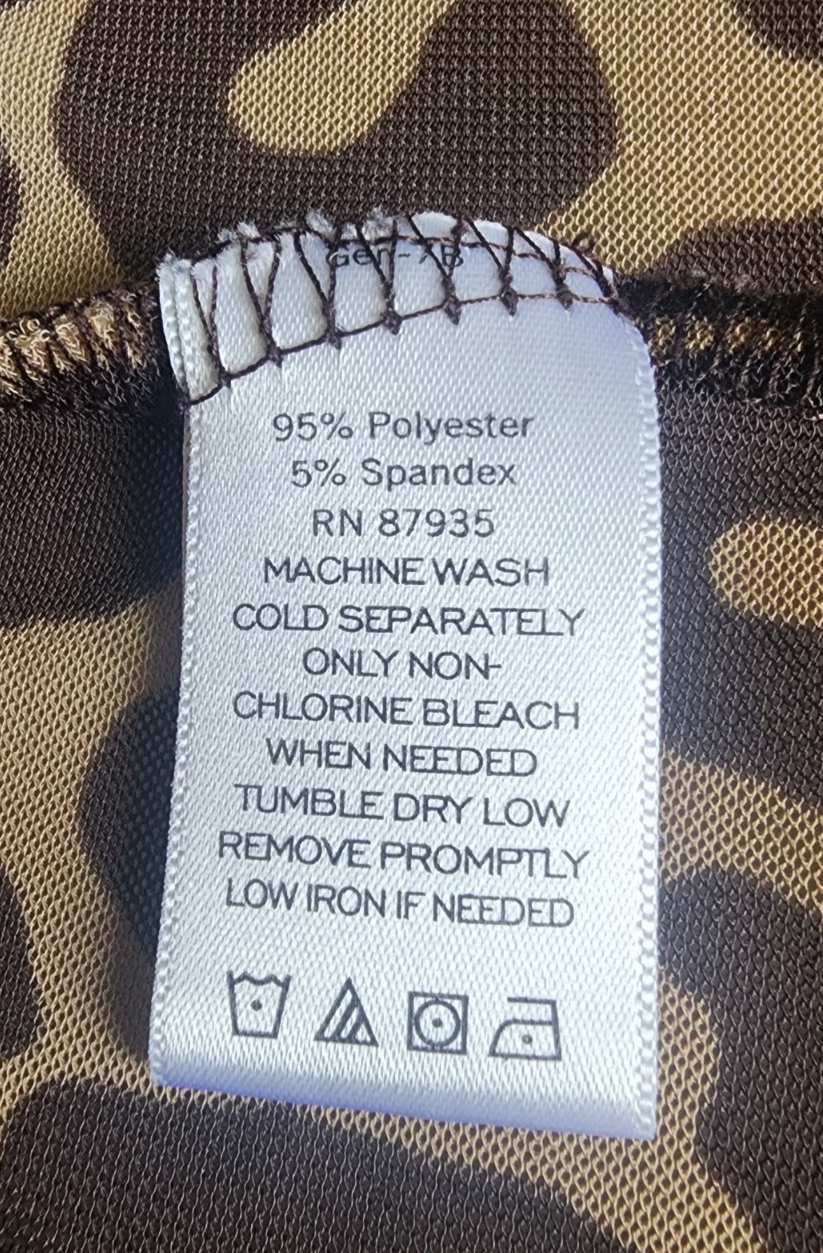 95% Polyester
5% Spandex
RN 87935
MACHINE WASH
COLD SEPARATELY
ONLY NON-
CHLORINE BLEACH
WHEN NEEDED
TUMBLE DRY LOW
REMOVE PROMPTLY
LOW IRON IF NEEDED